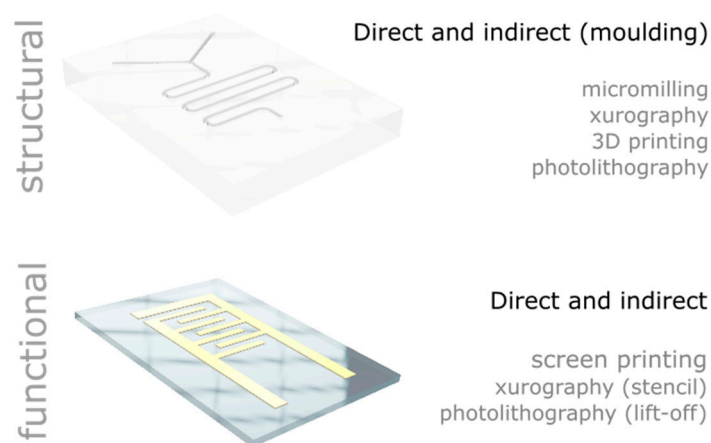 structural
Direct and indirect (moulding)
micromilling
xurography
3D printing
photolithography
functional
Direct and indirect
screen printing
xurography (stencil)
photolithography (lift-off)